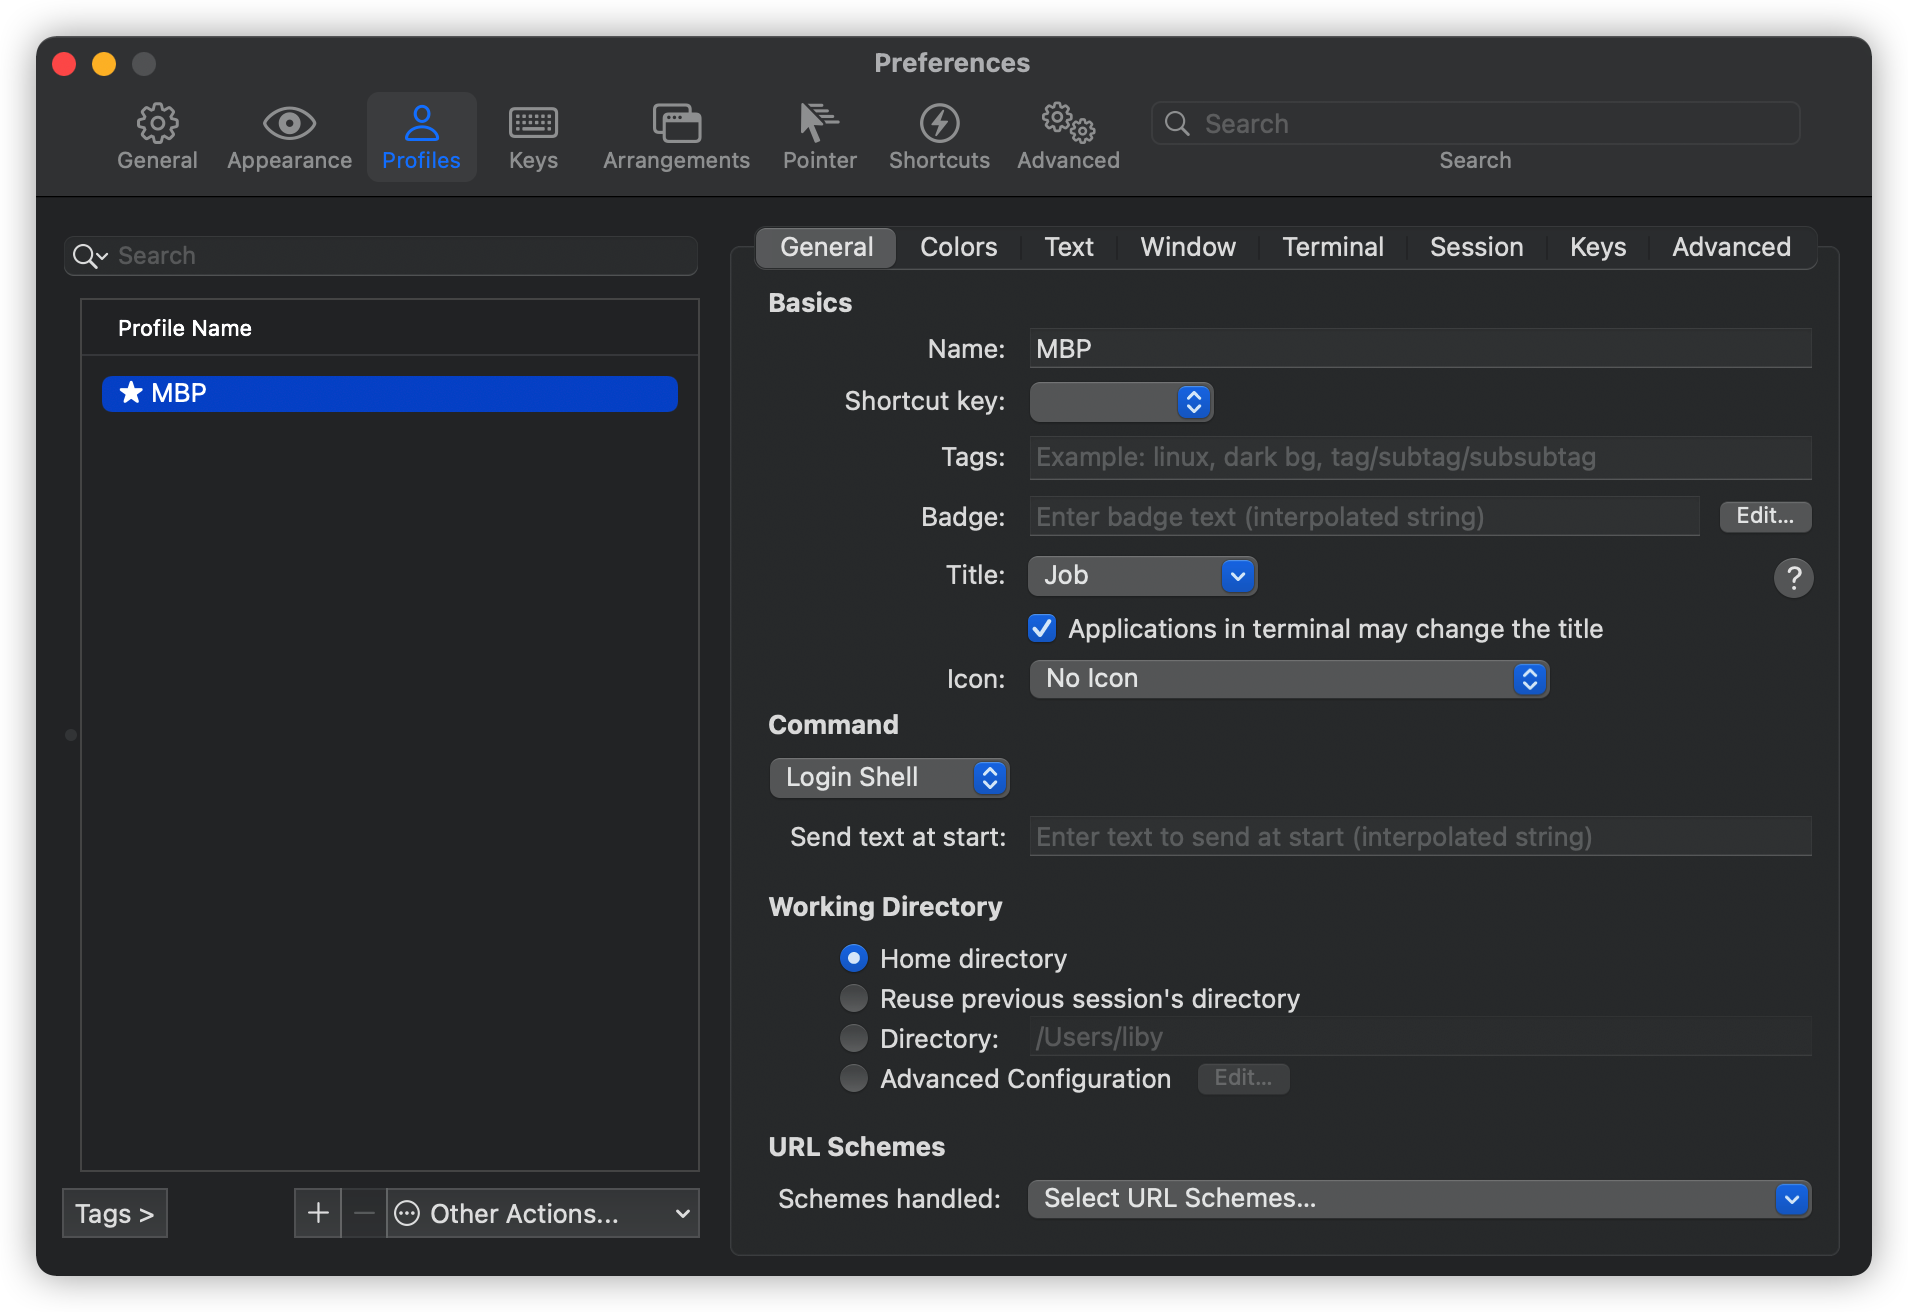 Preferences
General
Appearance
Profiles
Keys
Arrangements
Pointer
Shortcuts
Advanced
Search
Search
Search
General
Colors
Text
Window
Terminal
Session
Keys
Advanced
Profile Name
MBP
Basics
Name: MBP
Shortcut key:
Tags: Example: linux, dark bg, tag/subtag/subsubtag
Badge: Enter badge text (interpolated string) Edit...
Title: Job ?
Applications in terminal may change the title
Icon: No Icon
Command
Login Shell
Send text at start: Enter text to send at start (interpolated string)
Working Directory
Home directory
Reuse previous session's directory
Directory: /Users/liby
Advanced Configuration Edit...
URL Schemes
Schemes handled: Select URL Schemes...
Tags >
Other Actions...